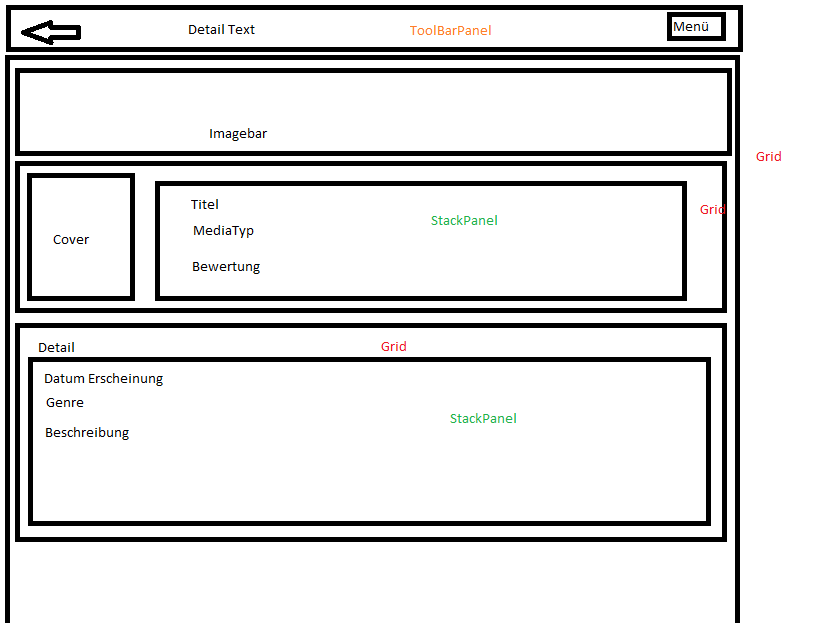 Detail Text
ToolBarPanel
Menü
Imagebar
Grid
Grid
Titel
StackPanel
MediaTyp
Cover
Bewertung
Detail
Grid
Datum Erscheinung
Genre
StackPanel
Beschreibung